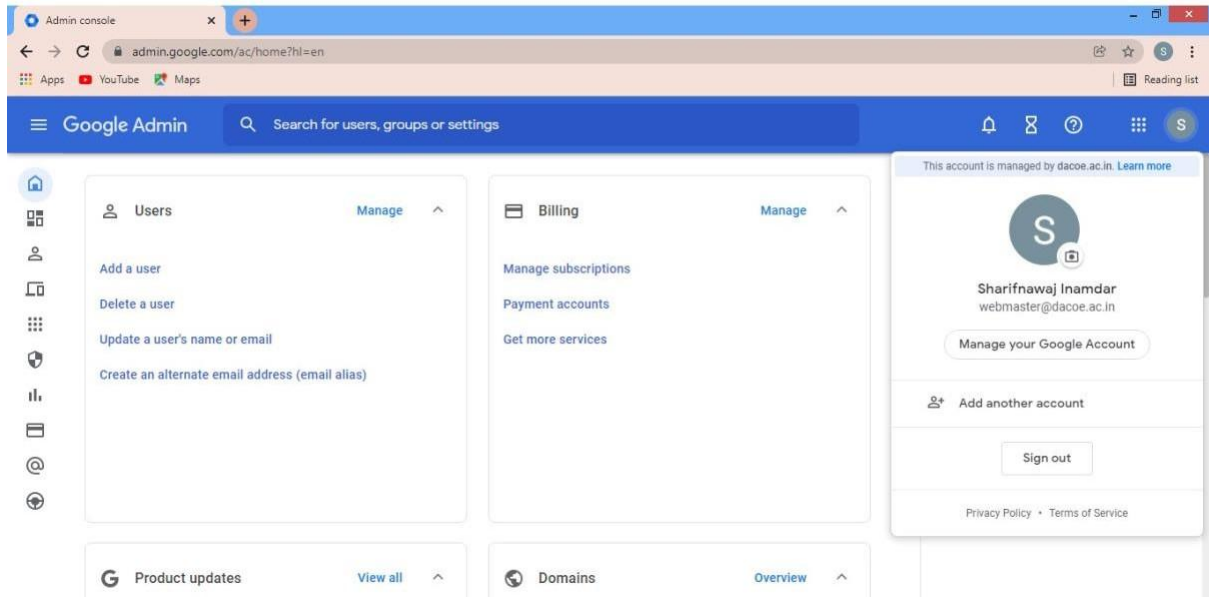 Admin console
admin.google.com/ac/home?hl=en
S
Apps YouTube Maps
Reading list
Google Admin
Search for users, groups or settings
S
This account is managed by dacoe.ac.in. Learn more
S
Sharifnawaj Inamdar
webmaster@dacoe.ac.in
Manage your Google Account
Add another account
Sign out
Privacy Policy • Terms of Service
Users Manage
Add a user
Delete a user
Update a user's name or email
Create an alternate email address (email alias)
Billing Manage
Manage subscriptions
Payment accounts
Get more services
G Product updates View all
Domains Overview